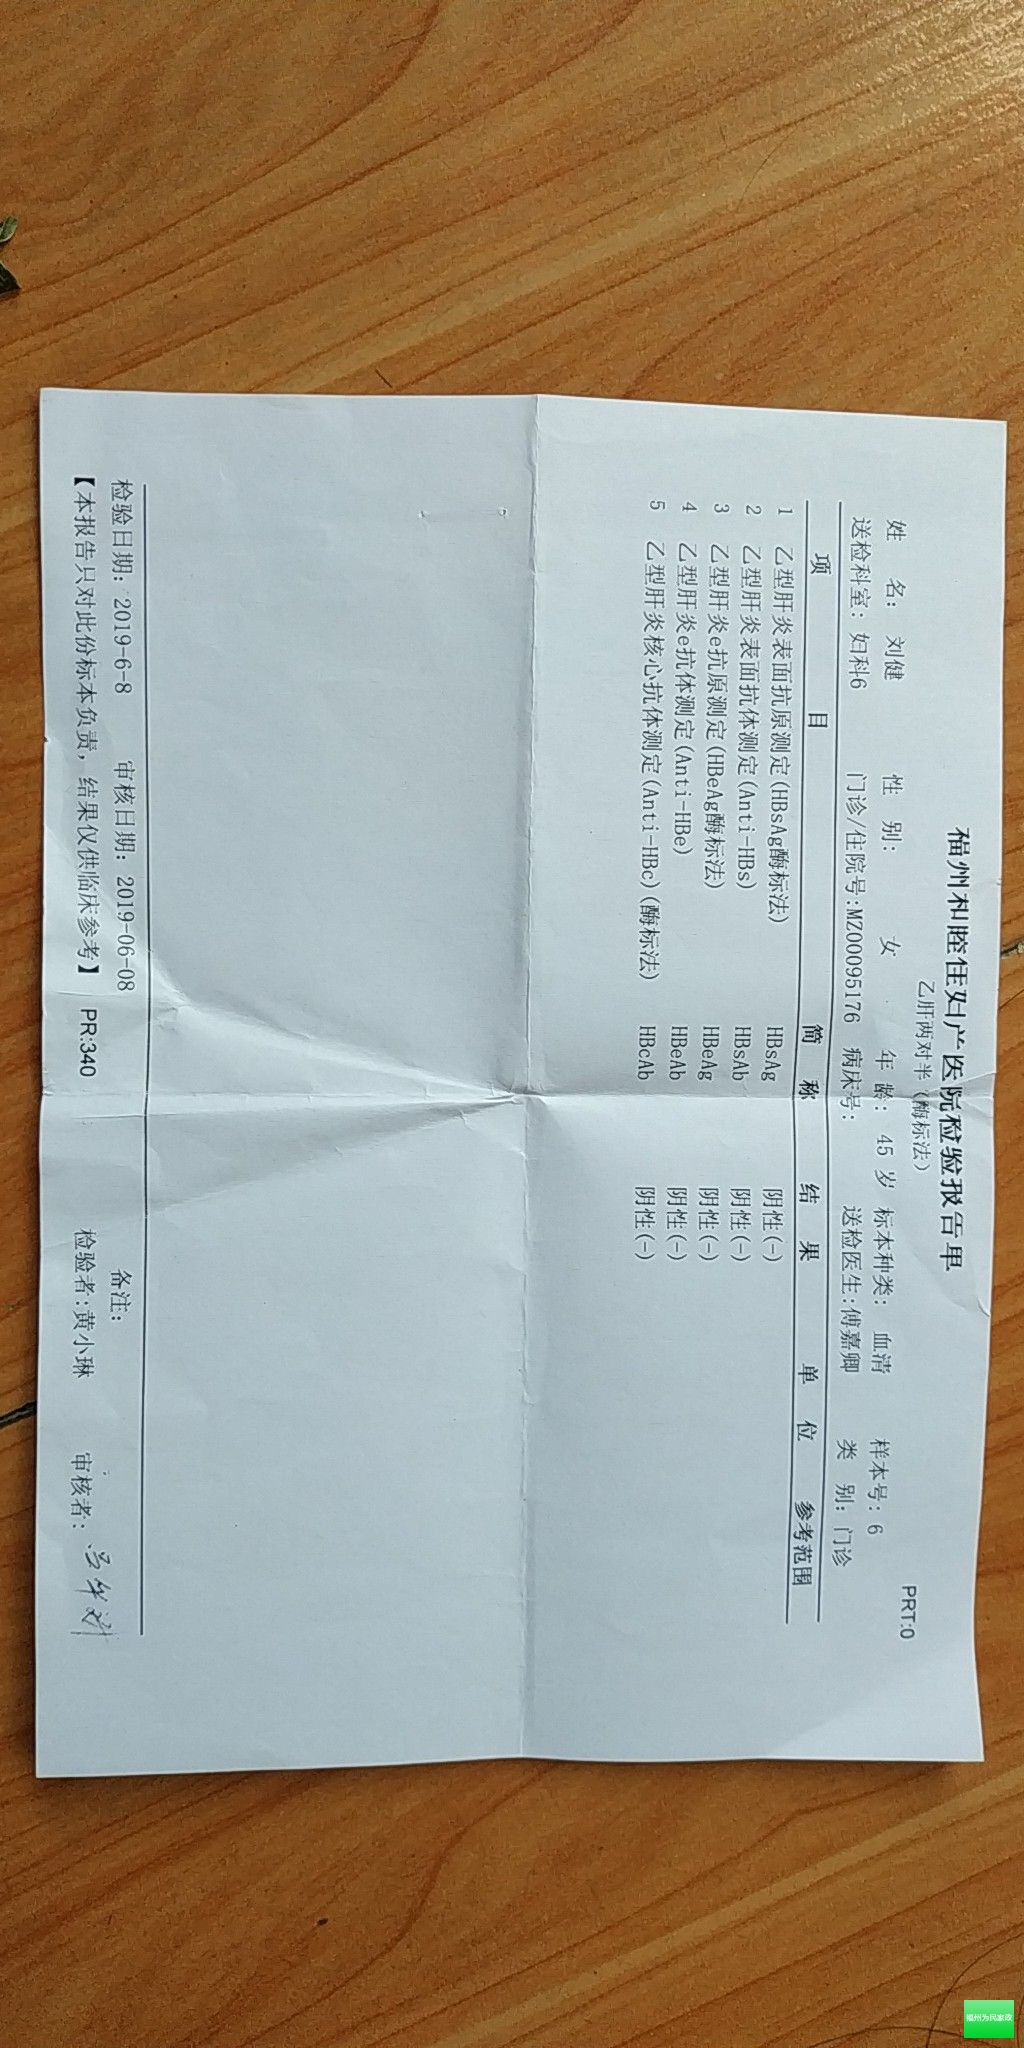 福州和睦佳妇产医院检验报告单
乙肝两对半（酶标法） PRT:0
姓 名: 刘健 性 别: 女 年 龄: 45 岁 标本种类: 血清 样本号: 6
送检科室: 妇科6 门诊/住院号:MZ00095176 病床号: 送检医生:傅嘉卿 类 别: 门诊
项 目 简 称 结 果 单 位 参考范围
1 乙型肝炎表面抗原测定(HBsAg酶标法) HBsAg 阴性(-)
2 乙型肝炎表面抗体测定(Anti-HBs) HBsAb 阴性(-)
3 乙型肝炎e抗原测定(HBeAg酶标法) HBeAg 阴性(-)
4 乙型肝炎e抗体测定(Anti-HBe) HBeAb 阴性(-)
5 乙型肝炎核心抗体测定(Anti-HBc)(酶标法) HBcAb 阴性(-)
检验日期: 2019-6-8 审核日期: 2019-06-08 备注:
【本报告只对此份标本负责, 结果仅供临床参考】 PR:340 检验者:黄小琳 审核者:
福州为民家政